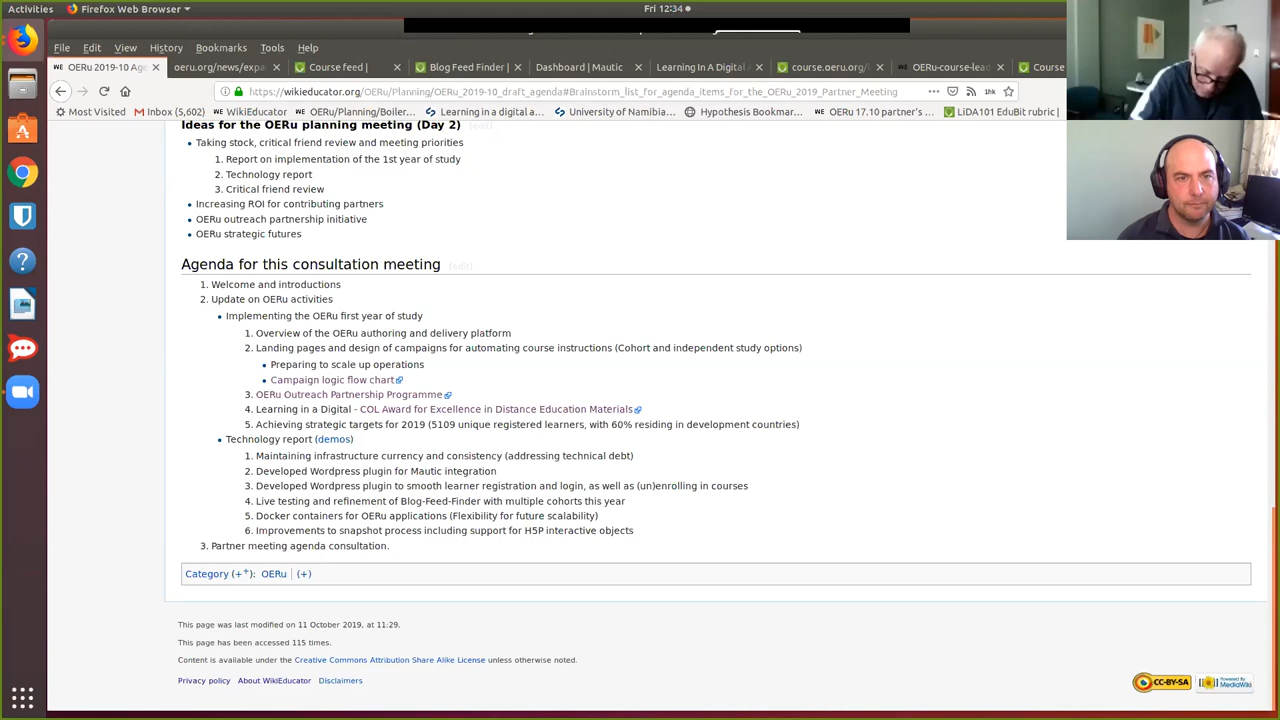 Activities
Firefox Web Browser
Fri 12:34
File Edit View History Bookmarks Tools Help
OERu 2019-10 Age
oeru.org/news/expa
Course feed |
Blog Feed Finder |
Dashboard | Mautic
Learning In A Digital
course.oeru.org/
OERu-course-lead
Course
https://wikieducator.org/OERu/Planning/OERu_2019-10_draft_agenda#Brainstorm_list_for_agenda_items_for_the_OERu_2019_Partner_Meeting
Most Visited
Inbox (5,602)
WikiEducator
OERu/Planning/Boiler...
Learning in a digital a...
University of Namibia...
Hypothesis Bookmar...
OERu 17.10 partner's ...
LiDA101 EduBit rubric |
Ideas for the OERu planning meeting (Day 2) [edit]
Taking stock, critical friend review and meeting priorities
1. Report on implementation of the 1st year of study
2. Technology report
3. Critical friend review
Increasing ROI for contributing partners
OERu outreach partnership initiative
OERu strategic futures
Agenda for this consultation meeting [edit]
1. Welcome and introductions
2. Update on OERu activities
Implementing the OERu first year of study
1. Overview of the OERu authoring and delivery platform
2. Landing pages and design of campaigns for automating course instructions (Cohort and independent study options)
Preparing to scale up operations
Campaign logic flow chart
3. OERu Outreach Partnership Programme
4. Learning in a Digital - COL Award for Excellence in Distance Education Materials
5. Achieving strategic targets for 2019 (5109 unique registered learners, with 60% residing in development countries)
Technology report (demos)
1. Maintaining infrastructure currency and consistency (addressing technical debt)
2. Developed Wordpress plugin for Mautic integration
3. Developed Wordpress plugin to smooth learner registration and login, as well as (un)enrolling in courses
4. Live testing and refinement of Blog-Feed-Finder with multiple cohorts this year
5. Docker containers for OERu applications (Flexibility for future scalability)
6. Improvements to snapshot process including support for H5P interactive objects
3. Partner meeting agenda consultation.
Category (++): OERu | (+)
This page was last modified on 11 October 2019, at 11:29.
This page has been accessed 115 times.
Content is available under the Creative Commons Attribution Share Alike License unless otherwise noted.
Privacy policy About WikiEducator Disclaimers
CC-BY-SA
Powered By MediaWiki